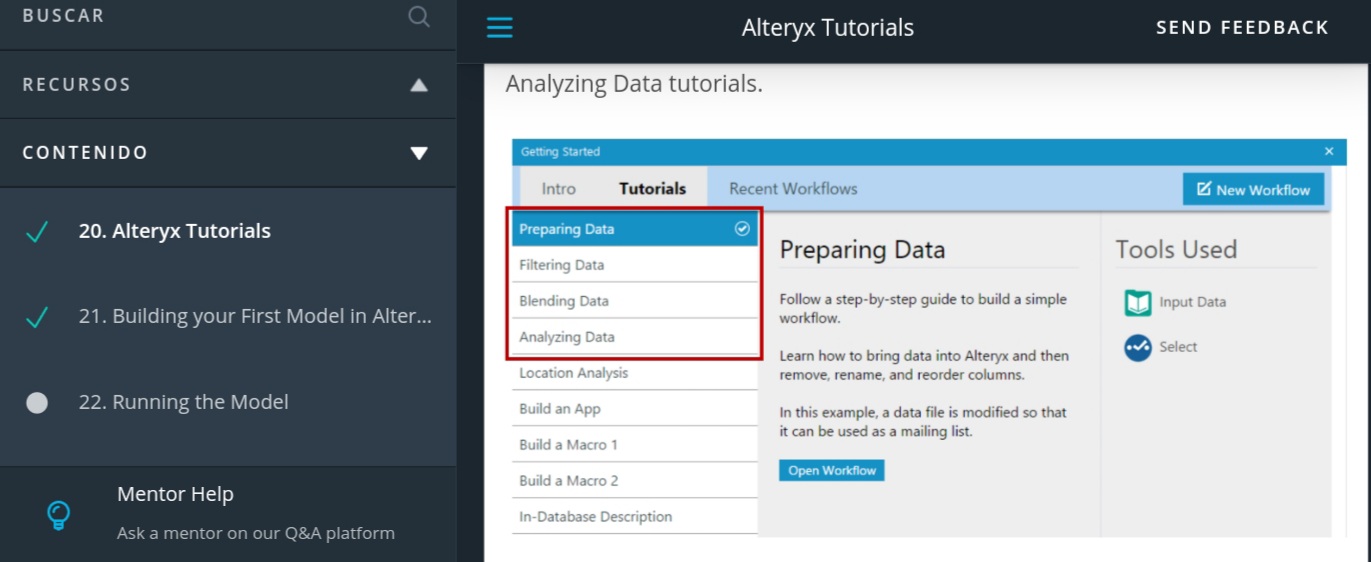 BUSCAR
RECURSOS
CONTENIDO
20. Alteryx Tutorials
21. Building your First Model in Alter...
22. Running the Model
Mentor Help
Ask a mentor on our Q&A platform
Alteryx Tutorials
SEND FEEDBACK
Analyzing Data tutorials.
Getting Started
Intro
Tutorials
Recent Workflows
New Workflow
Preparing Data
Filtering Data
Blending Data
Analyzing Data
Location Analysis
Build an App
Build a Macro 1
Build a Macro 2
In-Database Description
Preparing Data
Follow a step-by-step guide to build a simple
workflow.
Learn how to bring data into Alteryx and then
remove, rename, and reorder columns.
In this example, a data file is modified so that
it can be used as a mailing list.
Open Workflow
Tools Used
Input Data
Select